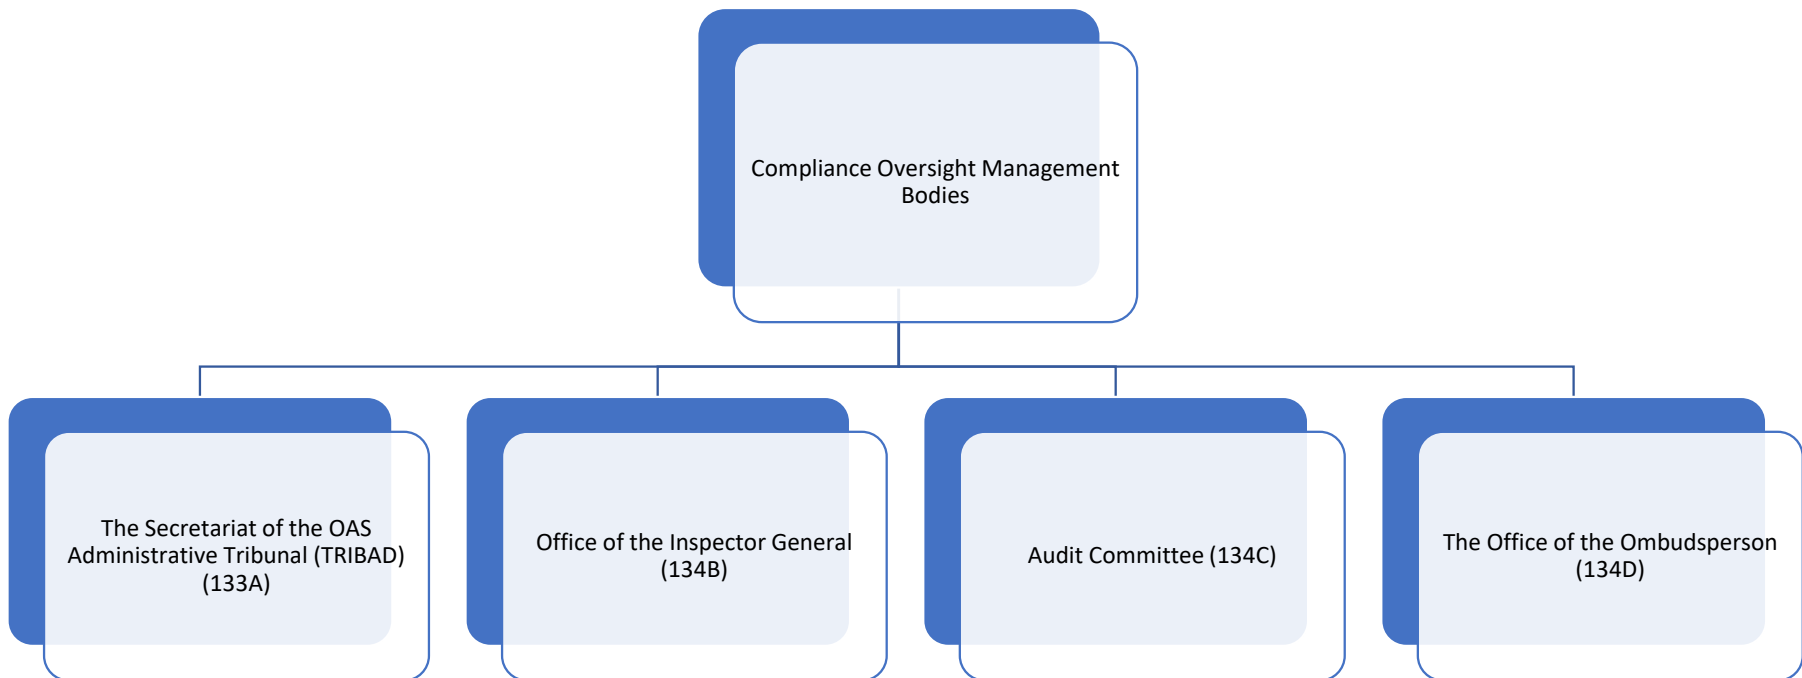 Compliance Oversight Management
Bodies
The Secretariat of the OAS
Administrative Tribunal (TRIBAD)
(133A)
Office of the Inspector General
(134B)
Audit Committee (134C)
The Office of the Ombudsperson
(134D)